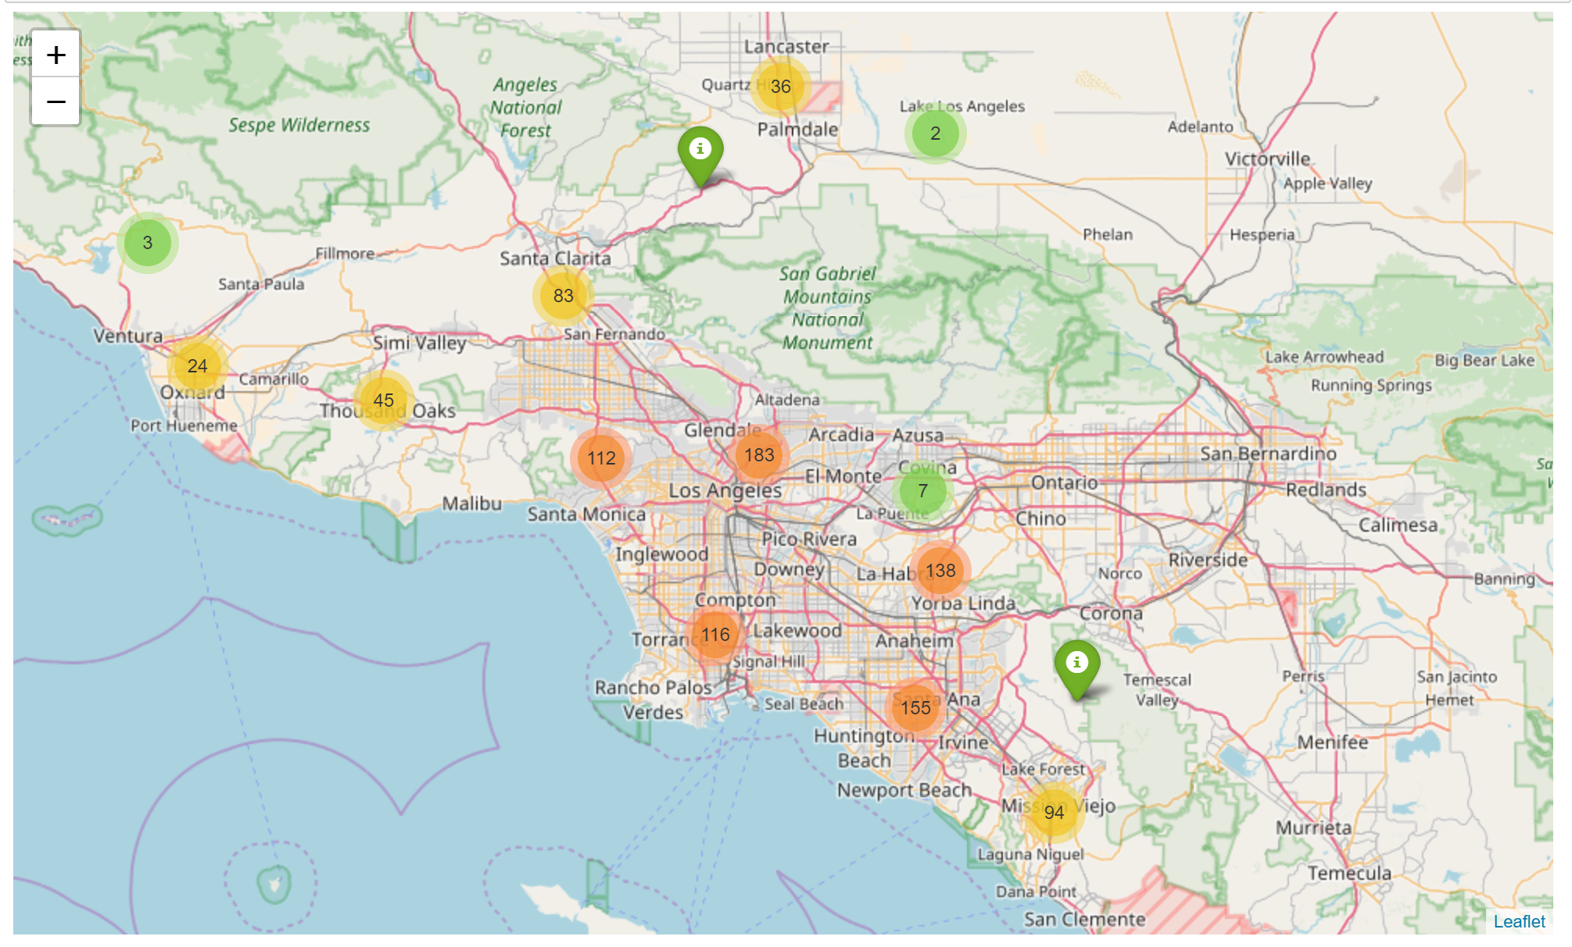 +
−
ith
es
Sespe Wilderness
Angeles
National
Forest
Lancaster
Quartz H
36
Palmdale
Lake Los Angeles
2
Adelanto
Victorville
Apple Valley
Phelan
Hesperia
3
Fillmore
Santa Paula
Santa Clarita
83
San Fernando
San Gabriel
Mountains
National
Monument
Ventura
Simi Valley
24
Oxnard
Camarillo
45
Thousand Oaks
Port Hueneme
Lake Arrowhead
Big Bear Lake
Running Springs
Altadena
Glendale
Arcadia
Azusa
112
183
El Monte
Covina
7
La Puente
Ontario
San Bernardino
Redlands
Sa
Malibu
Santa Monica
Los Angeles
Chino
Calimesa
Inglewood
Pico Rivera
Downey
La Habra
138
Norco
Riverside
Banning
Compton
Yorba Linda
Corona
Torrance
116
Lakewood
Anaheim
Signal Hill
Rancho Palos
Verdes
Seal Beach
155
Santa Ana
Temescal
Valley
Perris
San Jacinto
Hemet
Huntington
Beach
Irvine
Menifee
Newport Beach
Lake Forest
Mission Viejo
94
Murrieta
Laguna Niguel
Temecula
Dana Point
San Clemente
Leaflet